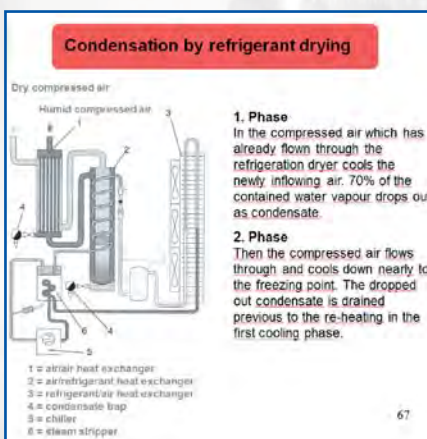 Condensation by refrigerant drying
Dry compressed air
Humid compressed air
1
2
3
4
6
4
5
1 = air/air heat exchanger
2 = air/refrigerant heat exchanger
3 = refrigerant/air heat exchanger
4 = condensate trap
5 = chiller
6 = steam stripper
1. Phase
In the compressed air which has
already flown through the
refrigeration dryer cools the
newly inflowing air. 70% of the
contained water vapour drops ou
as condensate.
2. Phase
Then the compressed air flows
through and cools down nearly to
the freezing point. The dropped
out condensate is drained
previous to the re-heating in the
first cooling phase.
67